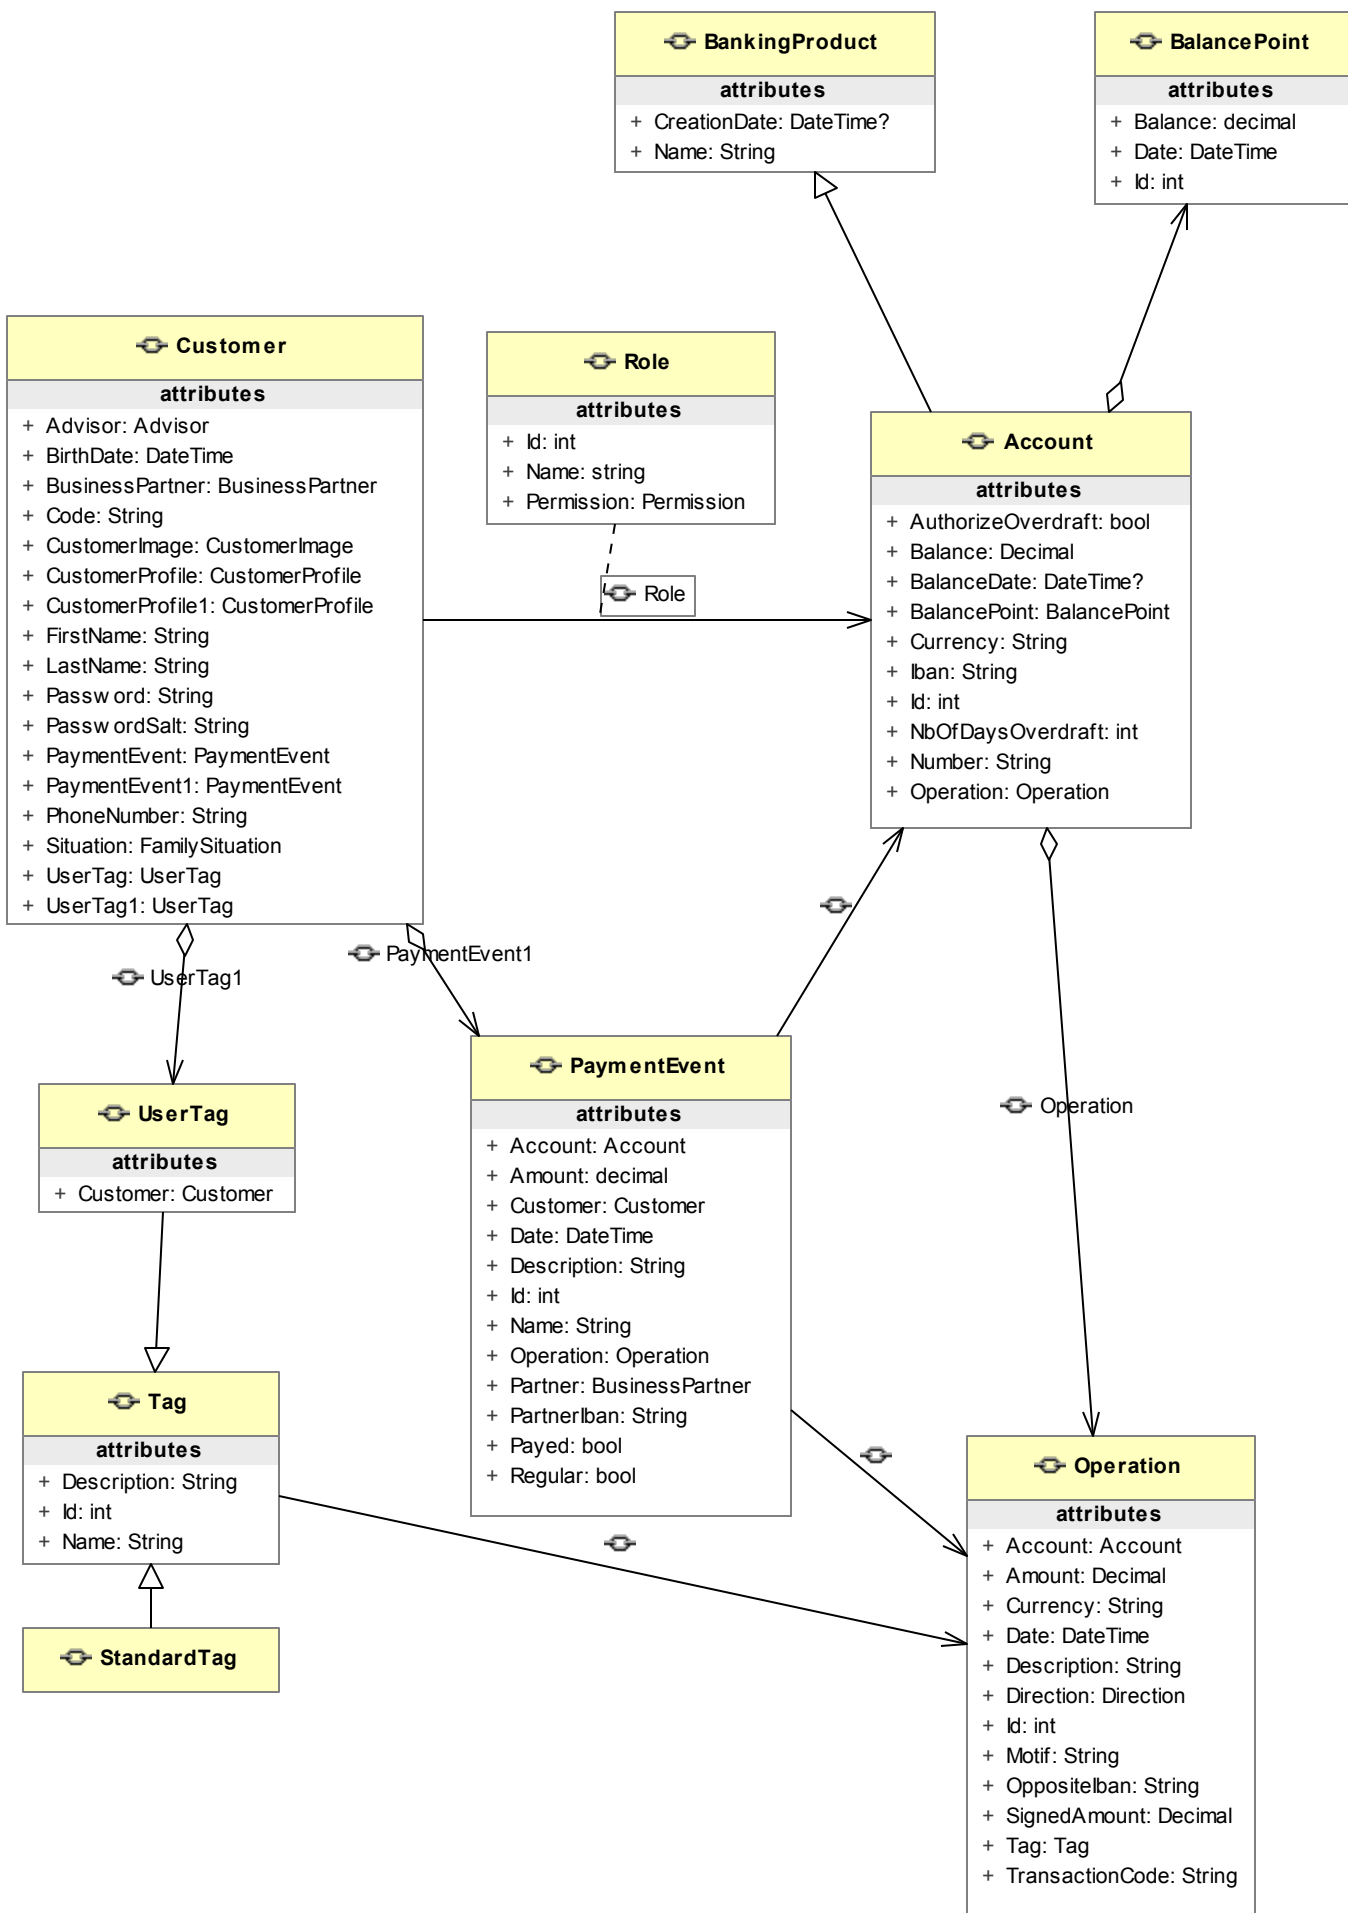 BankingProduct
attributes
+ CreationDate: DateTime?
+ Name: String
BalancePoint
attributes
+ Balance: decimal
+ Date: DateTime
+ Id: int
Customer
attributes
+ Advisor: Advisor
+ BirthDate: DateTime
+ BusinessPartner: BusinessPartner
+ Code: String
+ CustomerImage: CustomerImage
+ CustomerProfile: CustomerProfile
+ CustomerProfile1: CustomerProfile
+ FirstName: String
+ LastName: String
+ Password: String
+ PasswordSalt: String
+ PaymentEvent: PaymentEvent
+ PaymentEvent1: PaymentEvent
+ PhoneNumber: String
+ Situation: FamilySituation
+ UserTag: UserTag
+ UserTag1: UserTag
Role
attributes
+ Id: int
+ Name: string
+ Permission: Permission
Role
Account
attributes
+ AuthorizeOverdraft: bool
+ Balance: Decimal
+ BalanceDate: DateTime?
+ BalancePoint: BalancePoint
+ Currency: String
+ Iban: String
+ Id: int
+ NbOfDaysOverdraft: int
+ Number: String
+ Operation: Operation
UserTag1
PaymentEvent1
UserTag
attributes
+ Customer: Customer
PaymentEvent
attributes
+ Account: Account
+ Amount: decimal
+ Customer: Customer
+ Date: DateTime
+ Description: String
+ Id: int
+ Name: String
+ Operation: Operation
+ Partner: BusinessPartner
+ PartnerIban: String
+ Payed: bool
+ Regular: bool
Operation
Tag
attributes
+ Description: String
+ Id: int
+ Name: String
StandardTag
Operation
attributes
+ Account: Account
+ Amount: Decimal
+ Currency: String
+ Date: DateTime
+ Description: String
+ Direction: Direction
+ Id: int
+ Motif: String
+ OppositeIban: String
+ SignedAmount: Decimal
+ Tag: Tag
+ TransactionCode: String